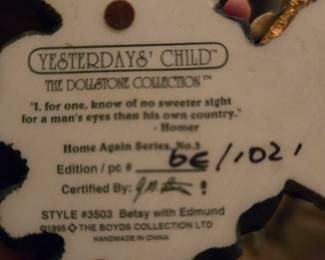 YESTERDAYS' CHILD™
THE DOLLSTONE COLLECTION™
"I, for one, know of no sweeter sight
for a man's eyes than his own country."
- Homer
Home Again Series, No.3
Edition / pc # 6E/1021
Certified By: !
STYLE #3503 Betsy with Edmund
©1995 THE BOYDS COLLECTION LTD
HANDMADE IN CHINA